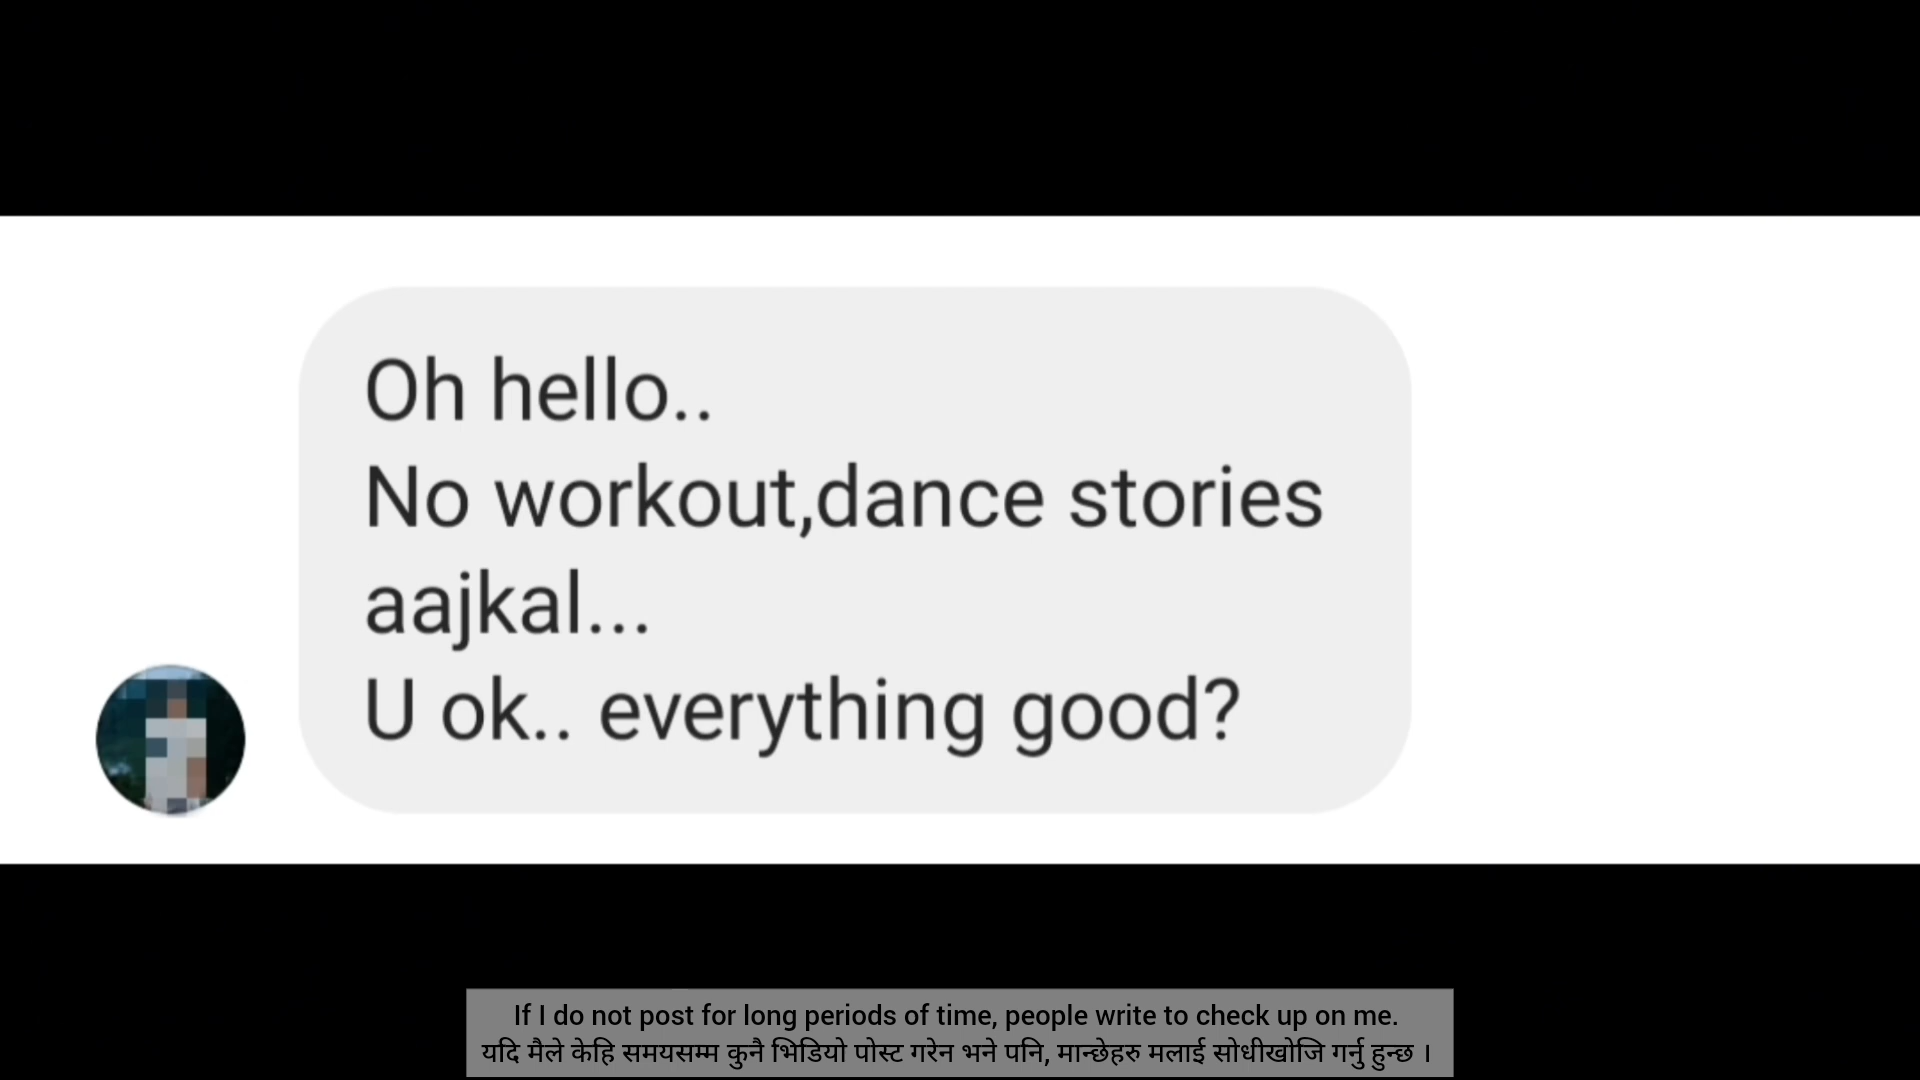 Oh hello..
No workout,dance stories
aajkal...
U ok.. everything good?
If I do not post for long periods of time, people write to check up on me.
यदि मैले केहि समयसम्म कुनै भिडियो पोस्ट गरेन भने पनि, मान्छेहरु मलाई सोधीखोजि गर्नु हुन्छ ।